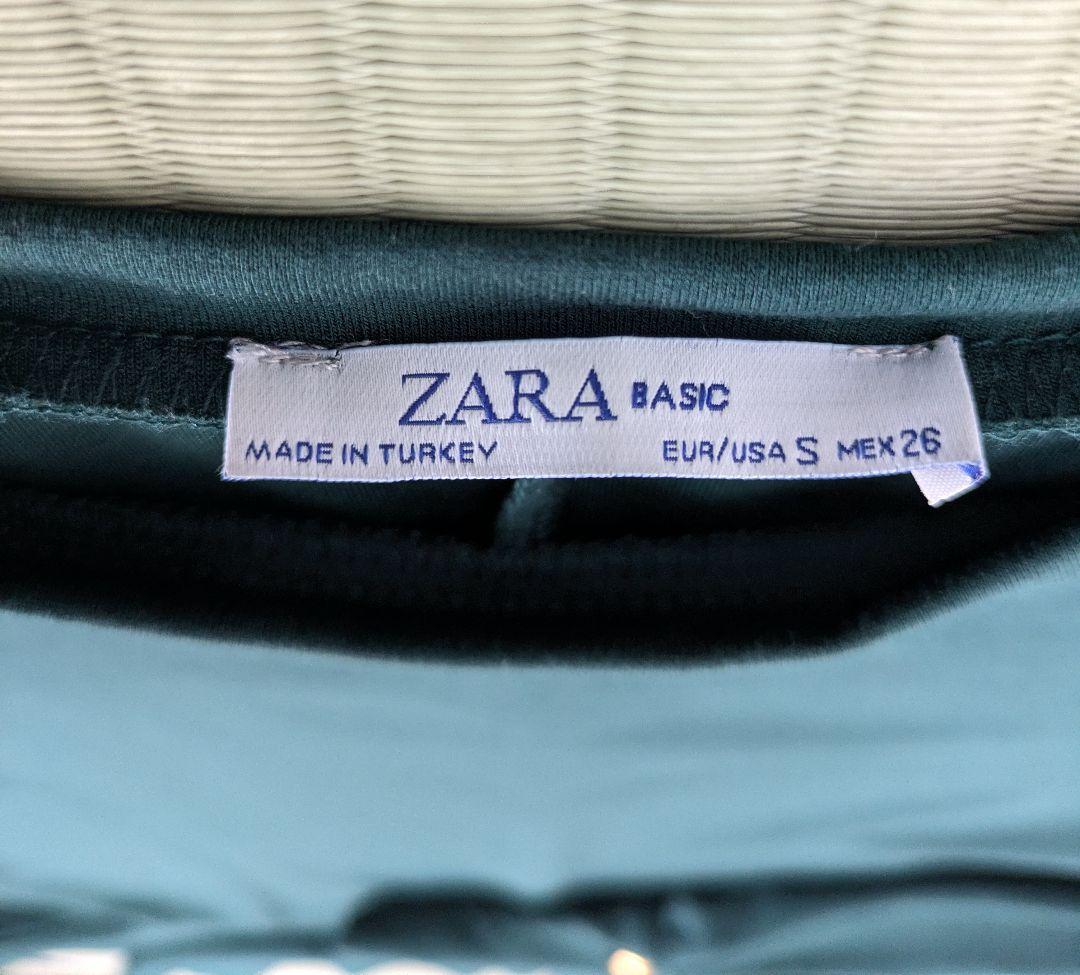 ZARA BASIC
MADE IN TURKEY EUR/USA S MEX 26